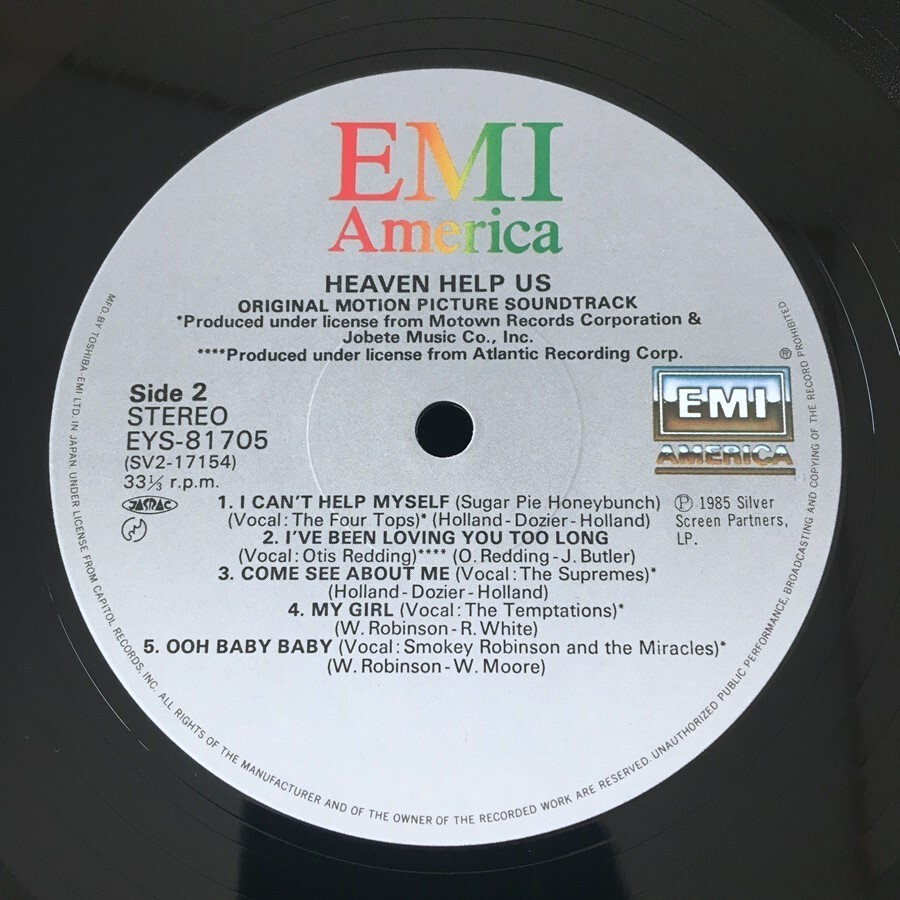 EMI
America
HEAVEN HELP US
ORIGINAL MOTION PICTURE SOUNDTRACK
*Produced under license from Motown Records Corporation &
Jobete Music Co., Inc.
****Produced under license from Atlantic Recording Corp.
Side 2
STEREO
EYS-81705
(SV2-17154)
33⅓ r.p.m.
JASRAC
®
EMI
AMERICA
1. I CAN'T HELP MYSELF (Sugar Pie Honeybunch)
(Vocal: The Four Tops)* (Holland-Dozier-Holland)
2. I'VE BEEN LOVING YOU TOO LONG
(Vocal: Otis Redding)**** (O. Redding-J. Butler)
3. COME SEE ABOUT ME (Vocal: The Supremes)*
(Holland-Dozier-Holland)
4. MY GIRL (Vocal: The Temptations)*
(W. Robinson-R. White)
5. OOH BABY BABY (Vocal: Smokey Robinson and the Miracles)*
(W. Robinson-W. Moore)
℗ 1985 Silver
Screen Partners,
LP.
MFD. BY TOSHIBA-EMI LTD. IN JAPAN. UNDER LICENSE FROM CAPITOL RECORDS, INC. ALL RIGHTS OF THE MANUFACTURER AND OF THE OWNER OF THE RECORDED WORK ARE RESERVED. UNAUTHORIZED PUBLIC PERFORMANCE, BROADCASTING AND COPYING OF THE RECORD PROHIBITED